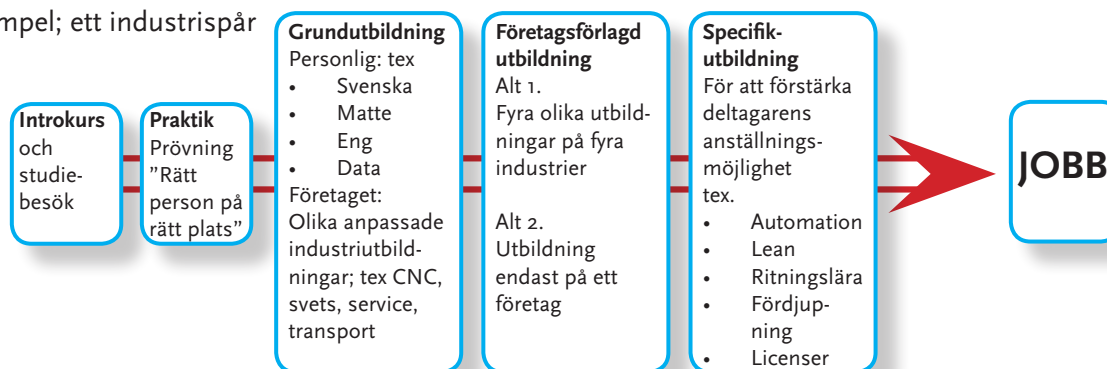 mpel; ett industrispår
Introkurs
och
studie-
besök
Praktik
Prövning
”Rätt
person på
rätt plats”
Grundutbildning
Personlig: tex
• Svenska
• Matte
• Eng
• Data
Företaget:
Olika anpassade
industriutbild-
ningar; tex CNC,
svets, service,
transport
Företagsförlagd
utbildning
Alt 1.
Fyra olika utbild-
ningar på fyra
industrier
Alt 2.
Utbildning
endast på ett
företag
Specifik-
utbildning
För att förstärka
deltagarens
anställnings-
möjlighet
tex.
• Automation
• Lean
• Ritningslära
• Fördjup-
ning
• Licenser
JOBB